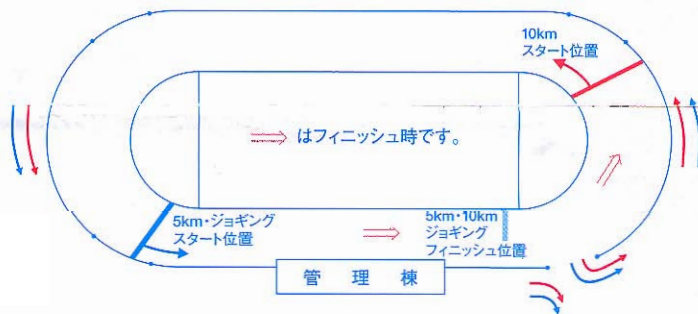 10km
スタート位置
はフィニッシュ時です。
5km・ジョギング
スタート位置
5km・10km
ジョギング
フィニッシュ位置
管理棟